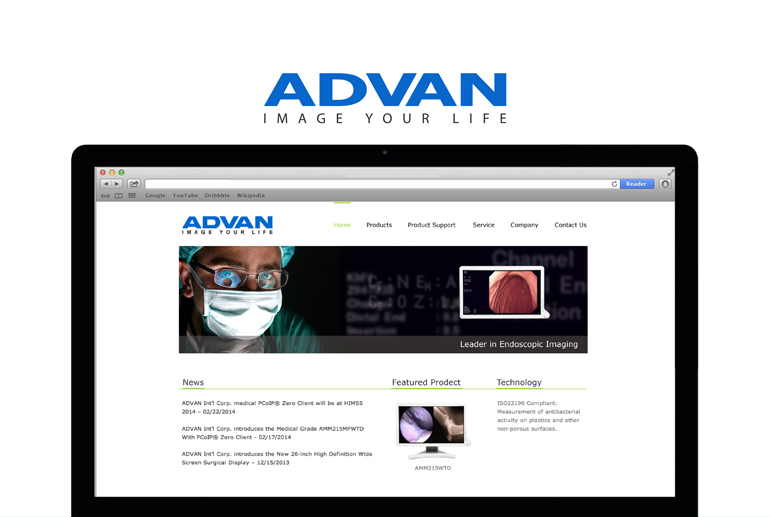 ADVAN
IMAGE YOUR LIFE
Reader
Google YouTube Dribbble Wikipedia
ADVAN
IMAGE YOUR LIFE
Home Products Product Support Service Company Contact Us
Channel
Distal End
Insertion
Leader in Endoscopic Imaging
News
ADVAN Int'l Corp. medical PCoIP® Zero Client will be at HIMSS
2014 – 02/22/2014
ADVAN Int'l Corp. introduces the Medical Grade AMM215MPWTD
With PCoIP® Zero Client - 02/17/2014
ADVAN Int'l Corp. introduces the New 26-inch High Definition Wide
Screen Surgical Display – 12/15/2013
Featured Prodect
AMM215WTD
Technology
ISO22196 Compliant:
Measurement of antibacterial
activity on plastics and other
non-porous surfaces.